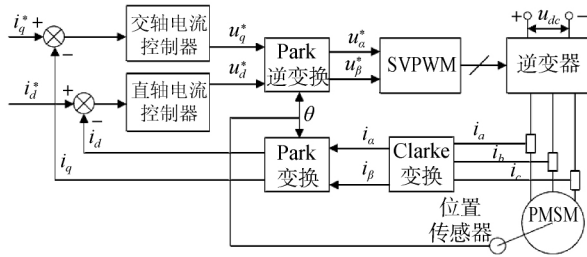 i_q^* +
−
交轴电流
控制器
u_q^*
Park
逆变换
u_α^*
u_β^*
SVPWM
+ u_dc −
逆变器
i_d^* +
−
直轴电流
控制器
u_d^*
θ
i_d
i_q
Park
变换
i_α
i_β
Clarke
变换
i_a
i_b
i_c
位置
传感器
PMSM